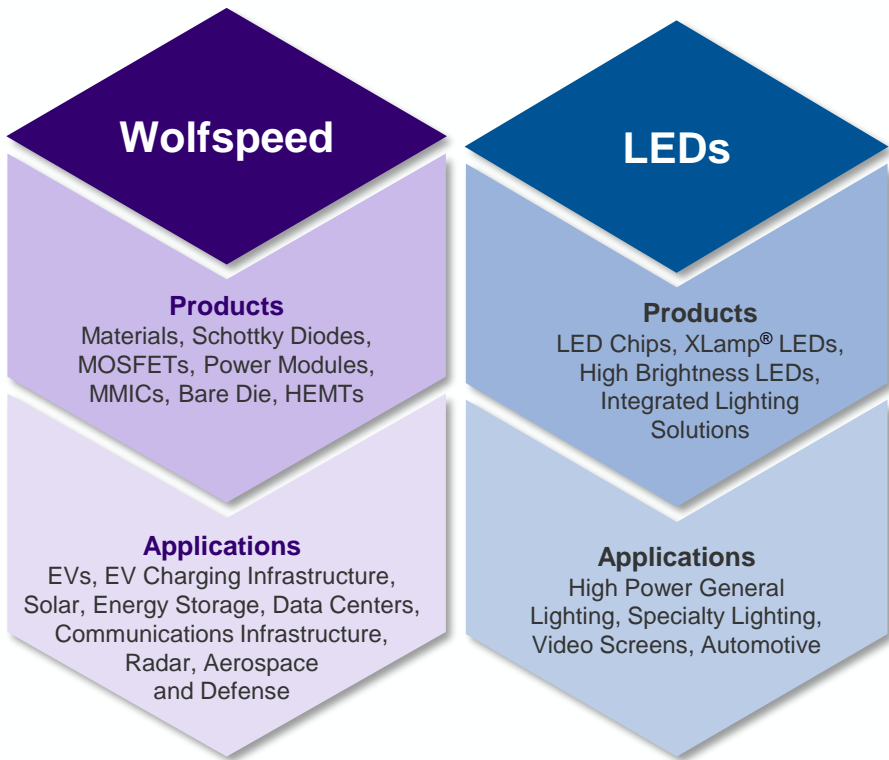 Wolfspeed
Products
Materials, Schottky Diodes,
MOSFETs, Power Modules,
MMICs, Bare Die, HEMTs
Applications
EVs, EV Charging Infrastructure,
Solar, Energy Storage, Data Centers,
Communications Infrastructure,
Radar, Aerospace
and Defense
LEDs
Products
LED Chips, XLamp® LEDs,
High Brightness LEDs,
Integrated Lighting
Solutions
Applications
High Power General
Lighting, Specialty Lighting,
Video Screens, Automotive